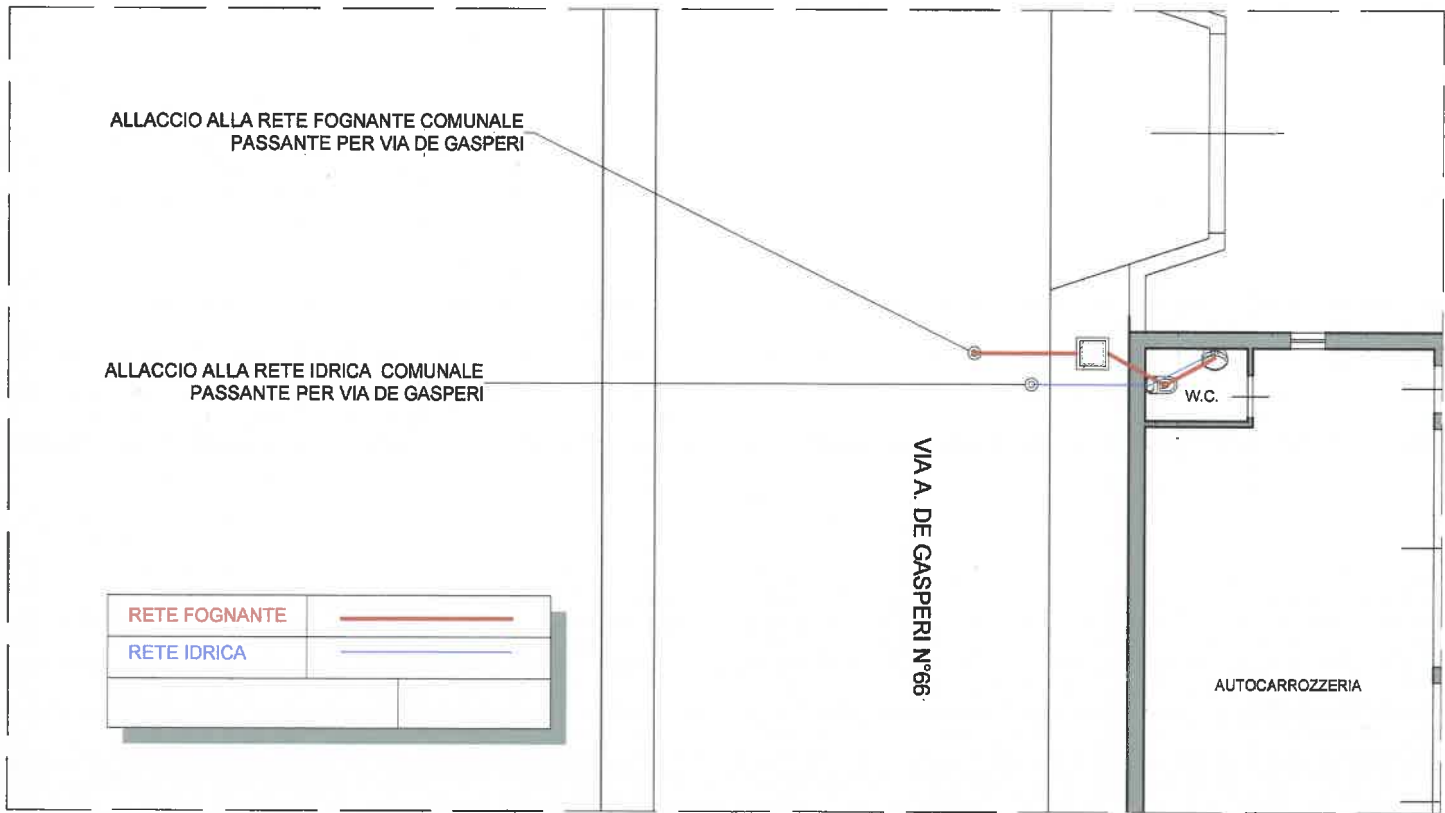 ALLACCIO ALLA RETE FOGNANTE COMUNALE
PASSANTE PER VIA DE GASPERI
ALLACCIO ALLA RETE IDRICA COMUNALE
PASSANTE PER VIA DE GASPERI
W.C.
VIA A. DE GASPERI N°66
AUTOCARROZZERIA
RETE FOGNANTE
RETE IDRICA